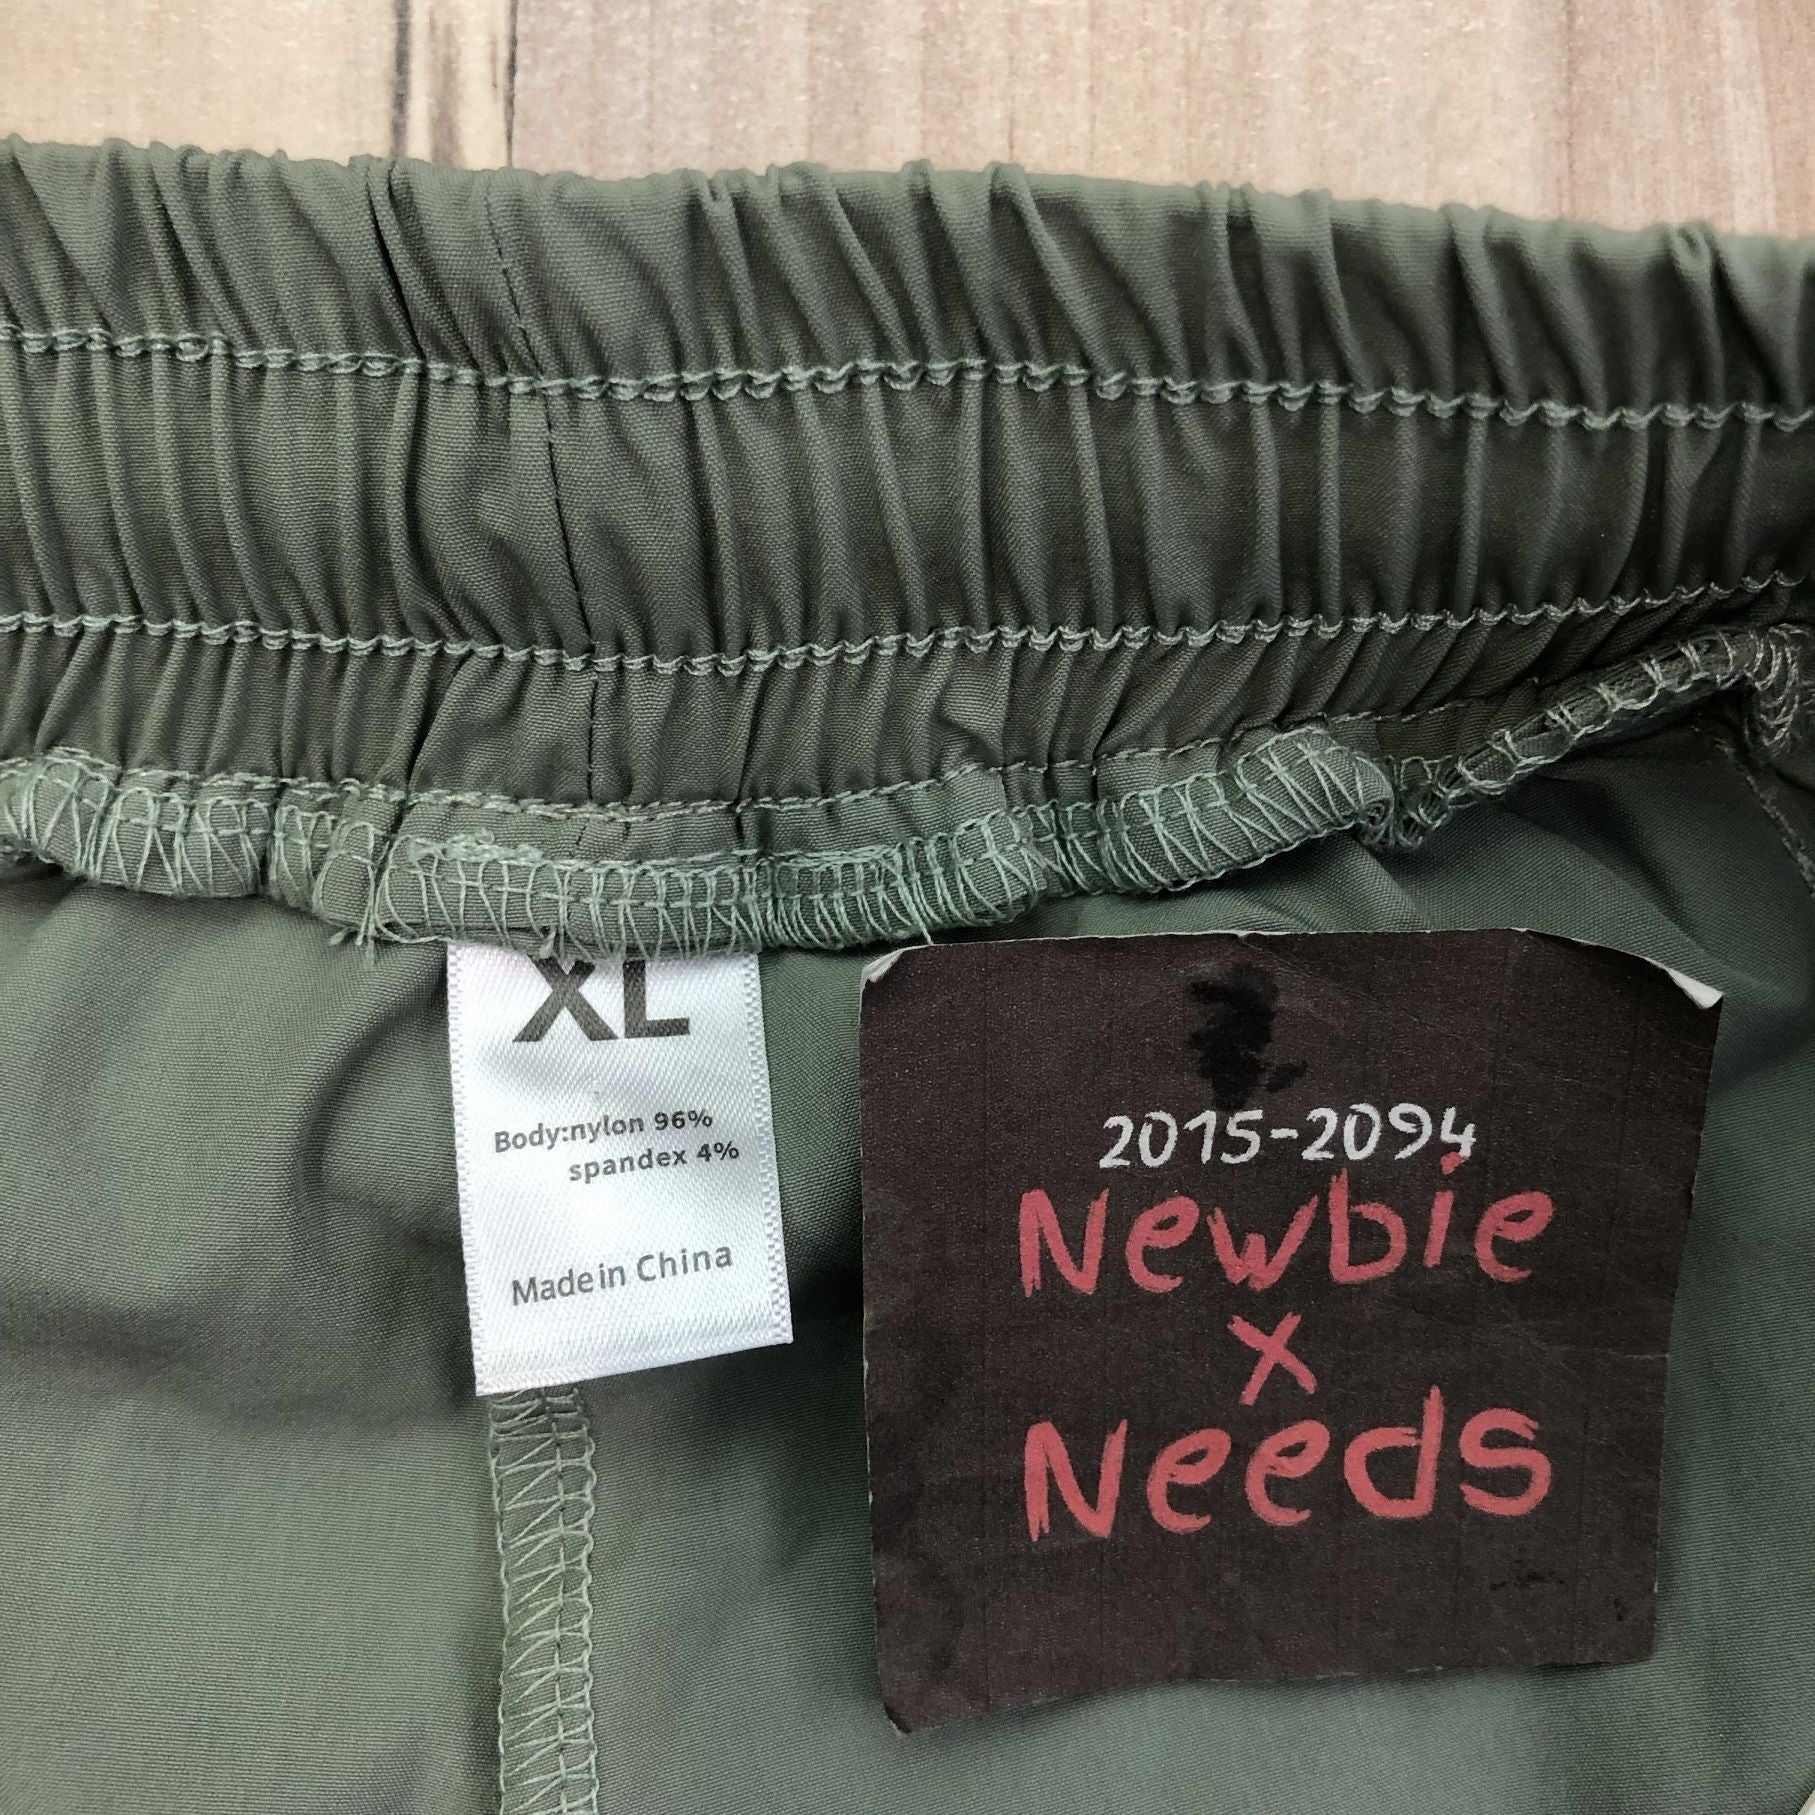 XL
Body:nylon 96%
spandex 4%
Made in China
2015-2094
Newbie
x
Needs